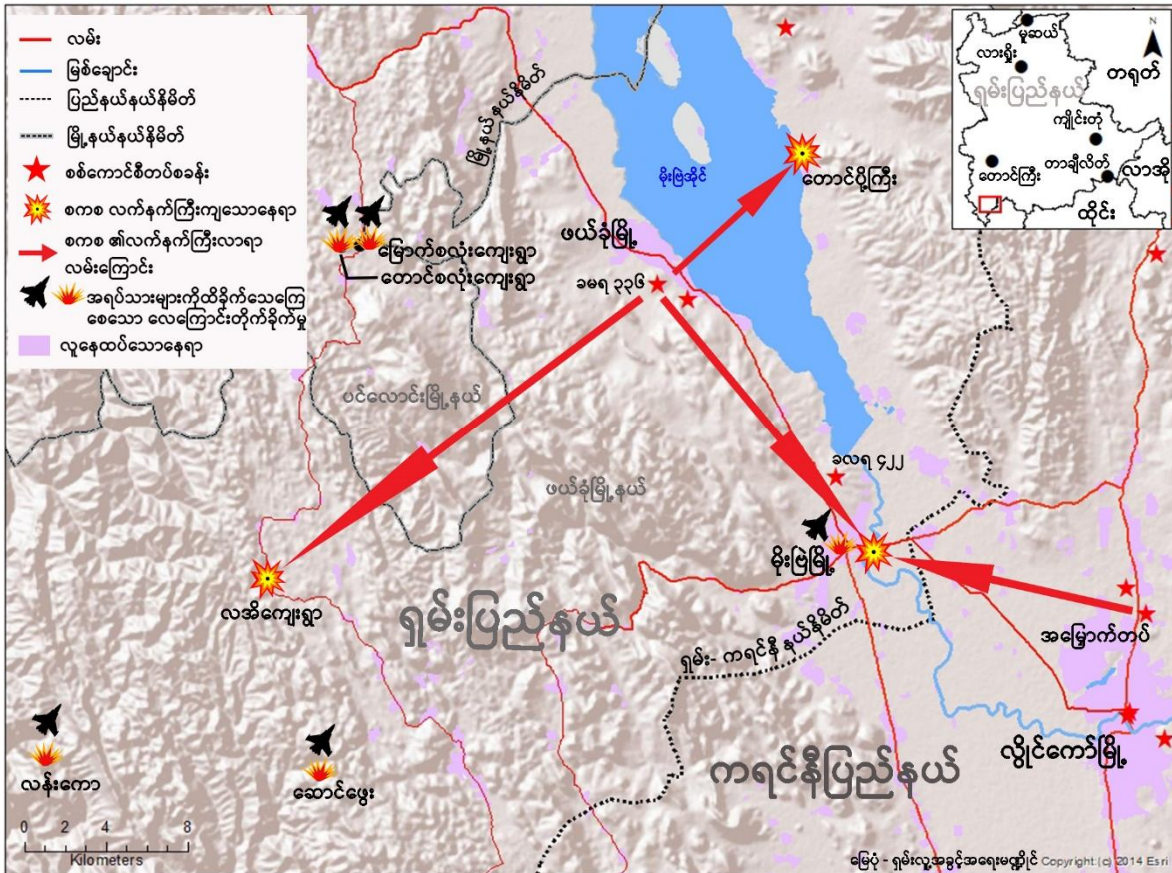 လမ်း
မြစ်ချောင်း
ပြည်နယ်နယ်နိမိတ်
မြို့နယ်နယ်နိမိတ်
စစ်ကောင်စီတပ်စခန်း
စကစ လက်နက်ကြီးကျသောနေရာ
စကစ ၏လက်နက်ကြီးလာရာ
လမ်းကြောင်း
အရပ်သားများကိုထိခိုက်သေကြေ
စေသော လေကြောင်းတိုက်ခိုက်မှု
လူနေထပ်သောနေရာ
N
မူဆယ်
လားရှိုး
တရုတ်
ရှမ်းပြည်နယ်
ကျိုင်းတုံ
တောင်ကြီး
တာချီလိတ်
လာအို
ထိုင်း
မြို့နယ် နယ်နိမိတ်
မိုးဗြဲအိုင်
တောင်ပို့ကြီး
ဖယ်ခုံမြို့
မြောက်စလုံးကျေးရွာ
တောင်စလုံးကျေးရွာ
ခမရ ၃၃၆
ပင်လောင်းမြို့နယ်
ဖယ်ခုံမြို့နယ်
ခလရ ၄၂၂
မိုးဗြဲမြို့
လအိကျေးရွာ
ရှမ်းပြည်နယ်
ရှမ်း- ကရင်နီ နယ်နိမိတ်
အမြှောက်တပ်
လွိုင်ကော်မြို့
ကရင်နီပြည်နယ်
လန်းကော
ဆောင်ဖွေး
0 2 4 8
Kilometers
မြေပုံ - ရှမ်းလူ့အခွင့်အရေးမဏ္ဍိုင် Copyright:(c) 2014 Esri